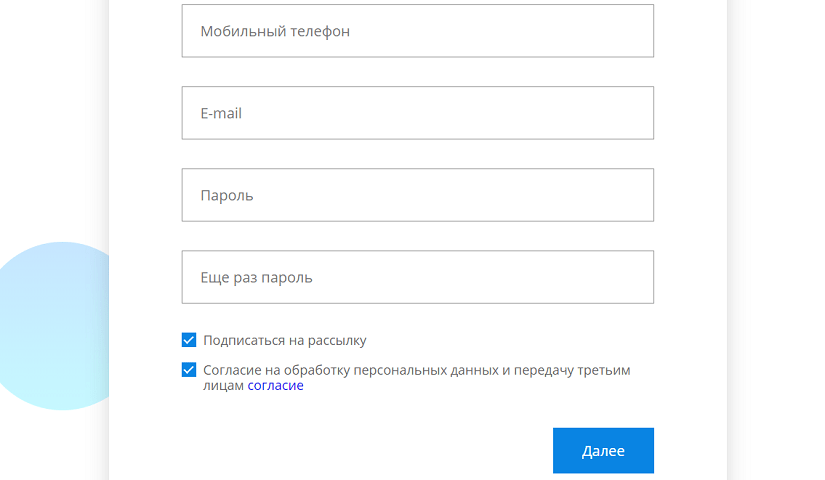 Мобильный телефон
E-mail
Пароль
Еще раз пароль
Подписаться на рассылку
Согласие на обработку персональных данных и передачу третьим
лицам согласие
Далее